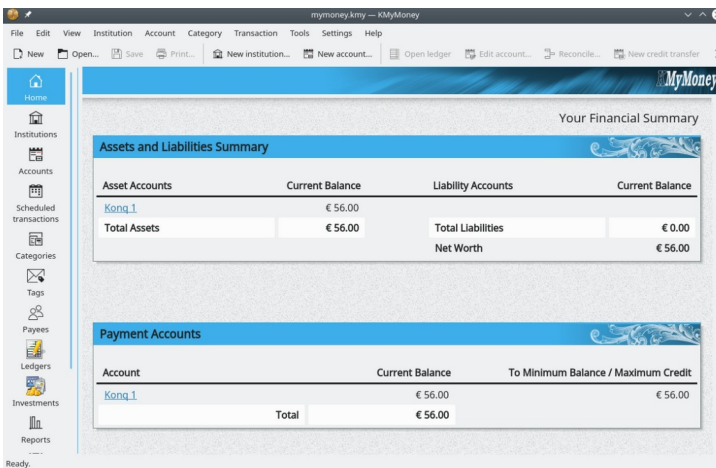 mymoney.kmy — KMyMoney
File Edit View Institution Account Category Transaction Tools Settings Help
New Open... Save Print... New institution... New account... Open ledger Edit account... Reconcile... New credit transfer
Home
Institutions
Accounts
Scheduled
transactions
Categories
Tags
Payees
Ledgers
Investments
Reports
KMyMoney
Your Financial Summary
Assets and Liabilities Summary
Asset Accounts Current Balance Liability Accounts Current Balance
Konq 1 € 56.00
Total Assets € 56.00 Total Liabilities € 0.00
Net Worth € 56.00
Payment Accounts
Account Current Balance To Minimum Balance / Maximum Credit
Konq 1 € 56.00 € 56.00
Total € 56.00
Ready.